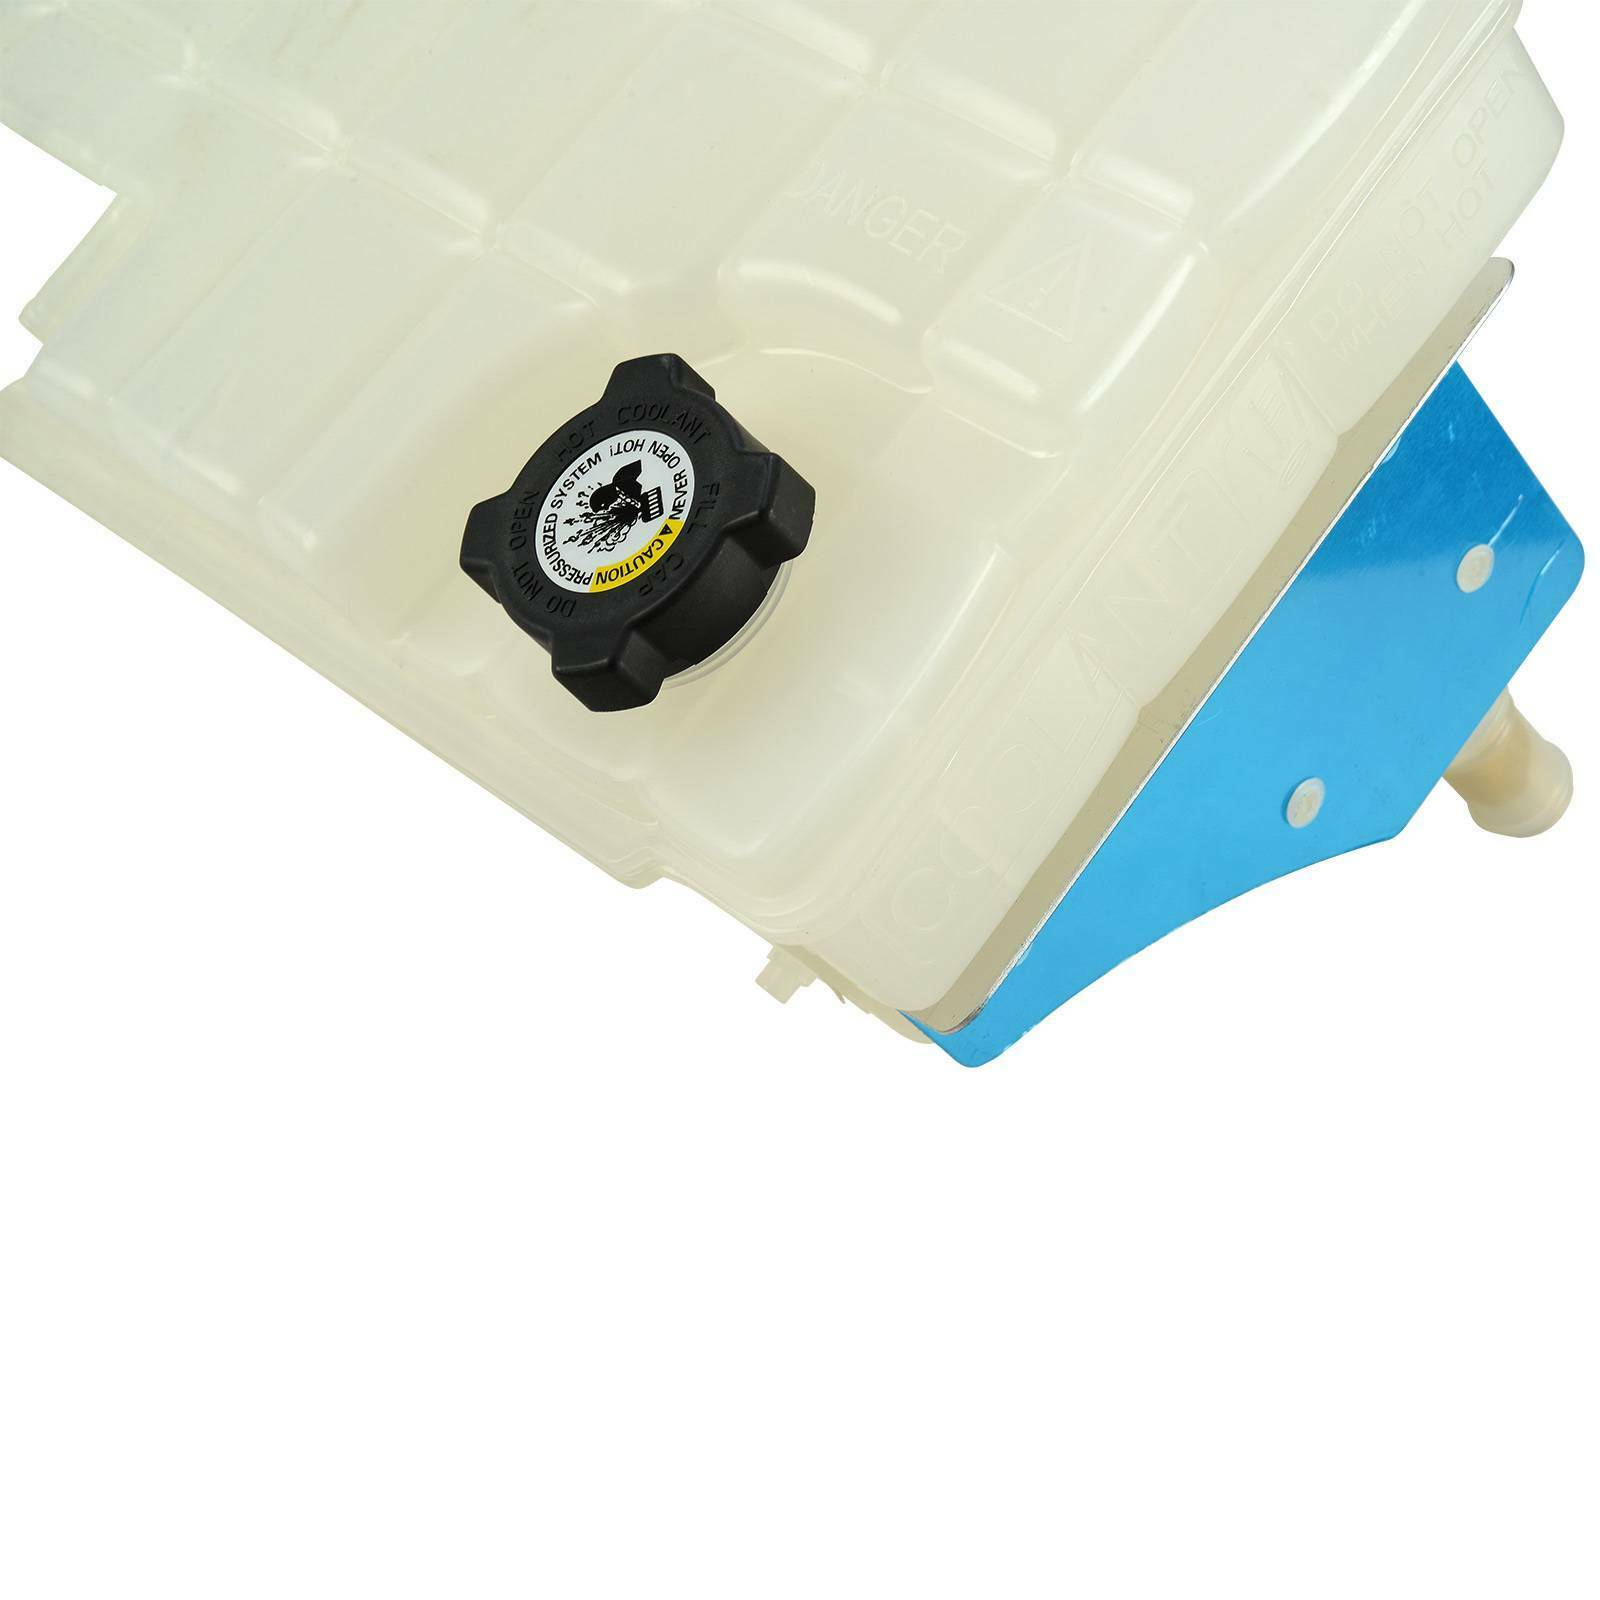 DANGER
DO NOT OPEN
WHEN HOT
COOLANT
HOT COOLANT FILL CAP
DO NOT OPEN
CAUTION PRESSURIZED SYSTEM
NEVER OPEN HOT!